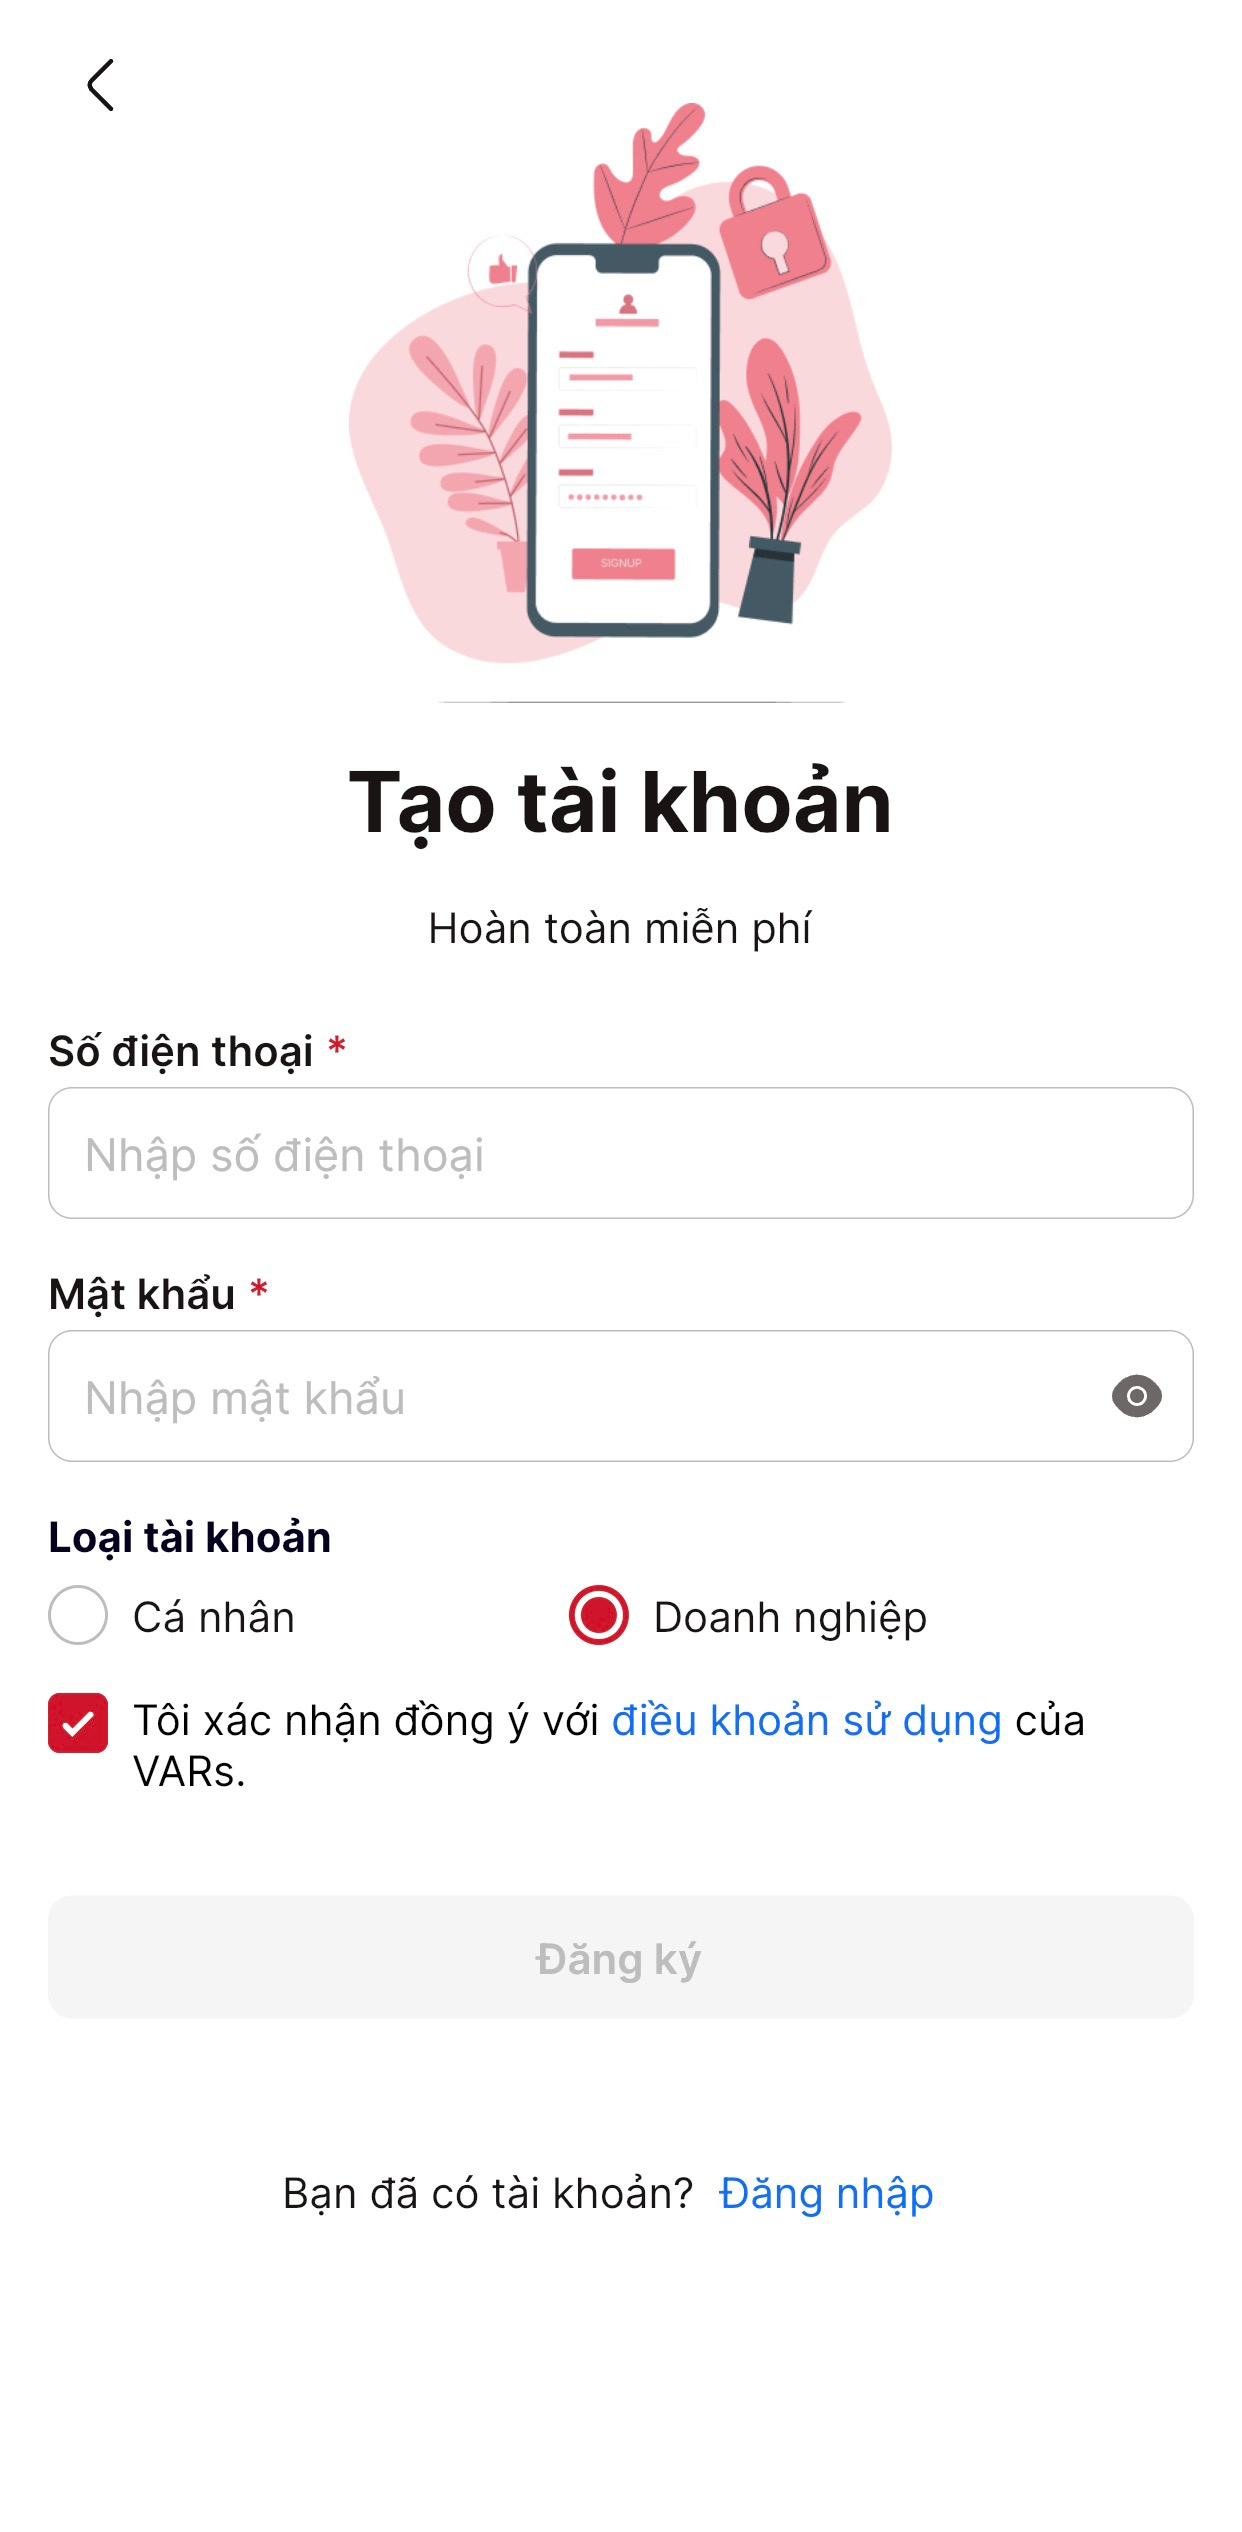 SIGNUP
Tạo tài khoản
Hoàn toàn miễn phí
Số điện thoại *
Nhập số điện thoại
Mật khẩu *
Nhập mật khẩu
Loại tài khoản
Cá nhân Doanh nghiệp
Tôi xác nhận đồng ý với điều khoản sử dụng của
VARs.
Đăng ký
Bạn đã có tài khoản? Đăng nhập